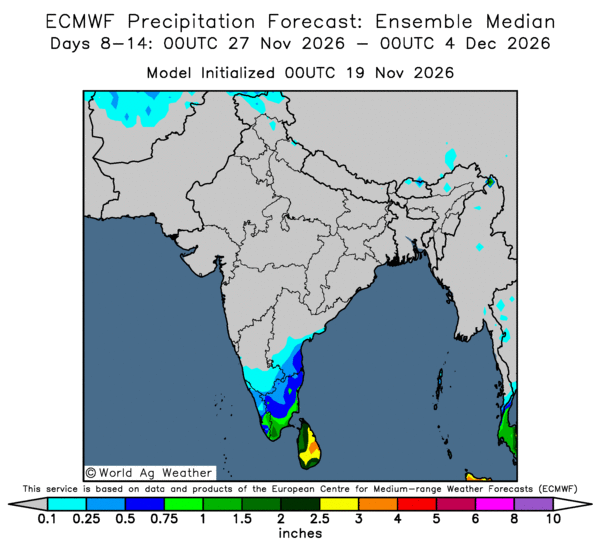 ECMWF Precipitation Forecast: Ensemble Median
Days 8–14: 00UTC 27 Nov 2026 – 00UTC 4 Dec 2026
Model Initialized 00UTC 19 Nov 2026
© World Ag Weather
This service is based on data and products of the European Centre for Medium-range Weather Forecasts (ECMWF)
0.1 0.25 0.5 0.75 1 1.5 2 2.5 3 4 5 6 8 10
inches